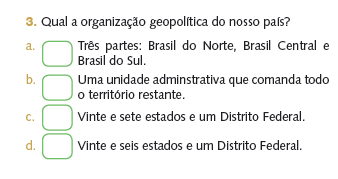 3. Qual a organização geopolítica do nosso país?
a. Três partes: Brasil do Norte, Brasil Central e
Brasil do Sul.
b. Uma unidade adminstrativa que comanda todo
o território restante.
c. Vinte e sete estados e um Distrito Federal.
d. Vinte e seis estados e um Distrito Federal.